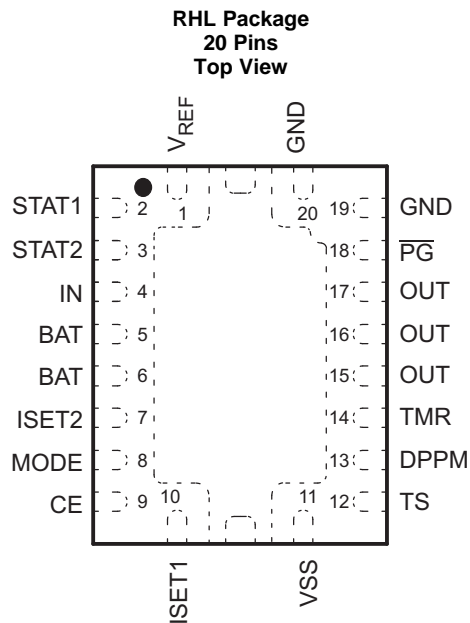 RHL Package
20 Pins
Top View
VREF GND
1 20
STAT1 2 19 GND
STAT2 3 18 P̅G̅
IN 4 17 OUT
BAT 5 16 OUT
BAT 6 15 OUT
ISET2 7 14 TMR
MODE 8 13 DPPM
CE 9 12 TS
10 11
ISET1 VSS